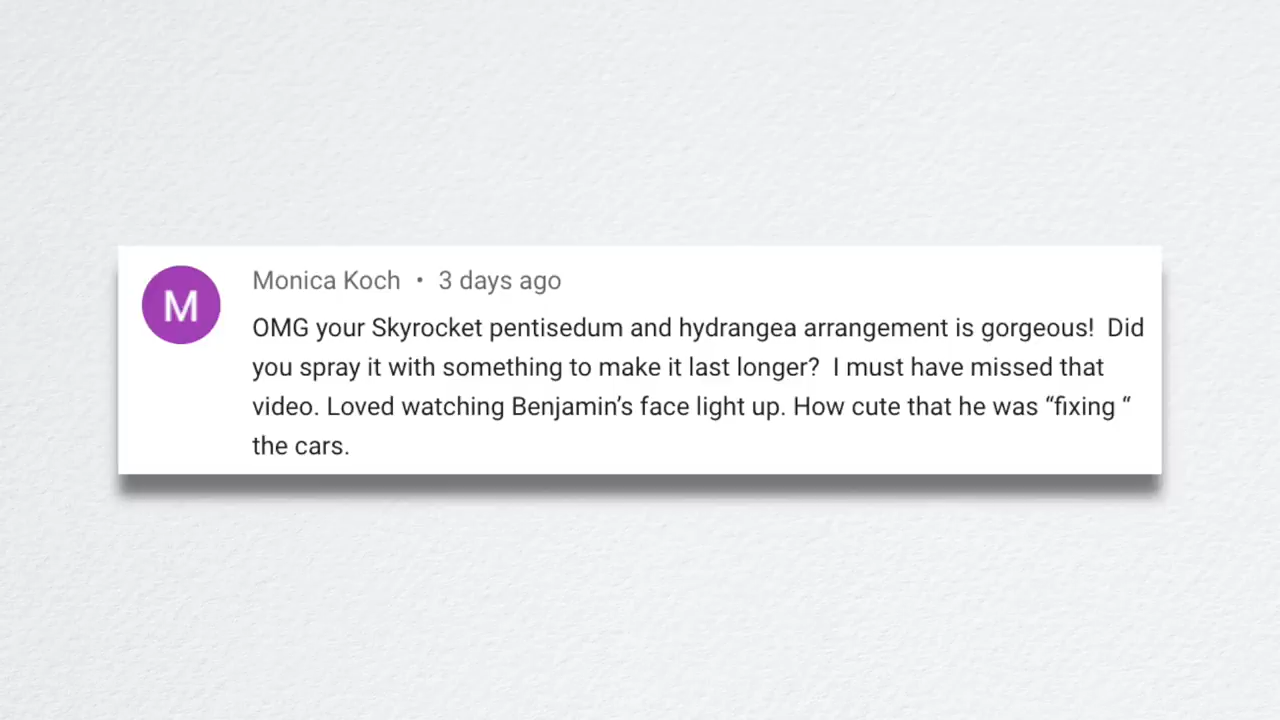 M
Monica Koch • 3 days ago
OMG your Skyrocket pentisedum and hydrangea arrangement is gorgeous!  Did
you spray it with something to make it last longer?  I must have missed that
video. Loved watching Benjamin’s face light up. How cute that he was “fixing “
the cars.